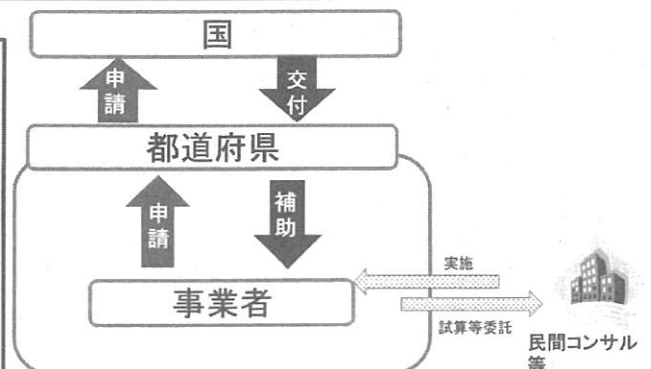 国
申請
交付
都道府県
申請
補助
事業者
実施
試算等委託
民間コンサル
等